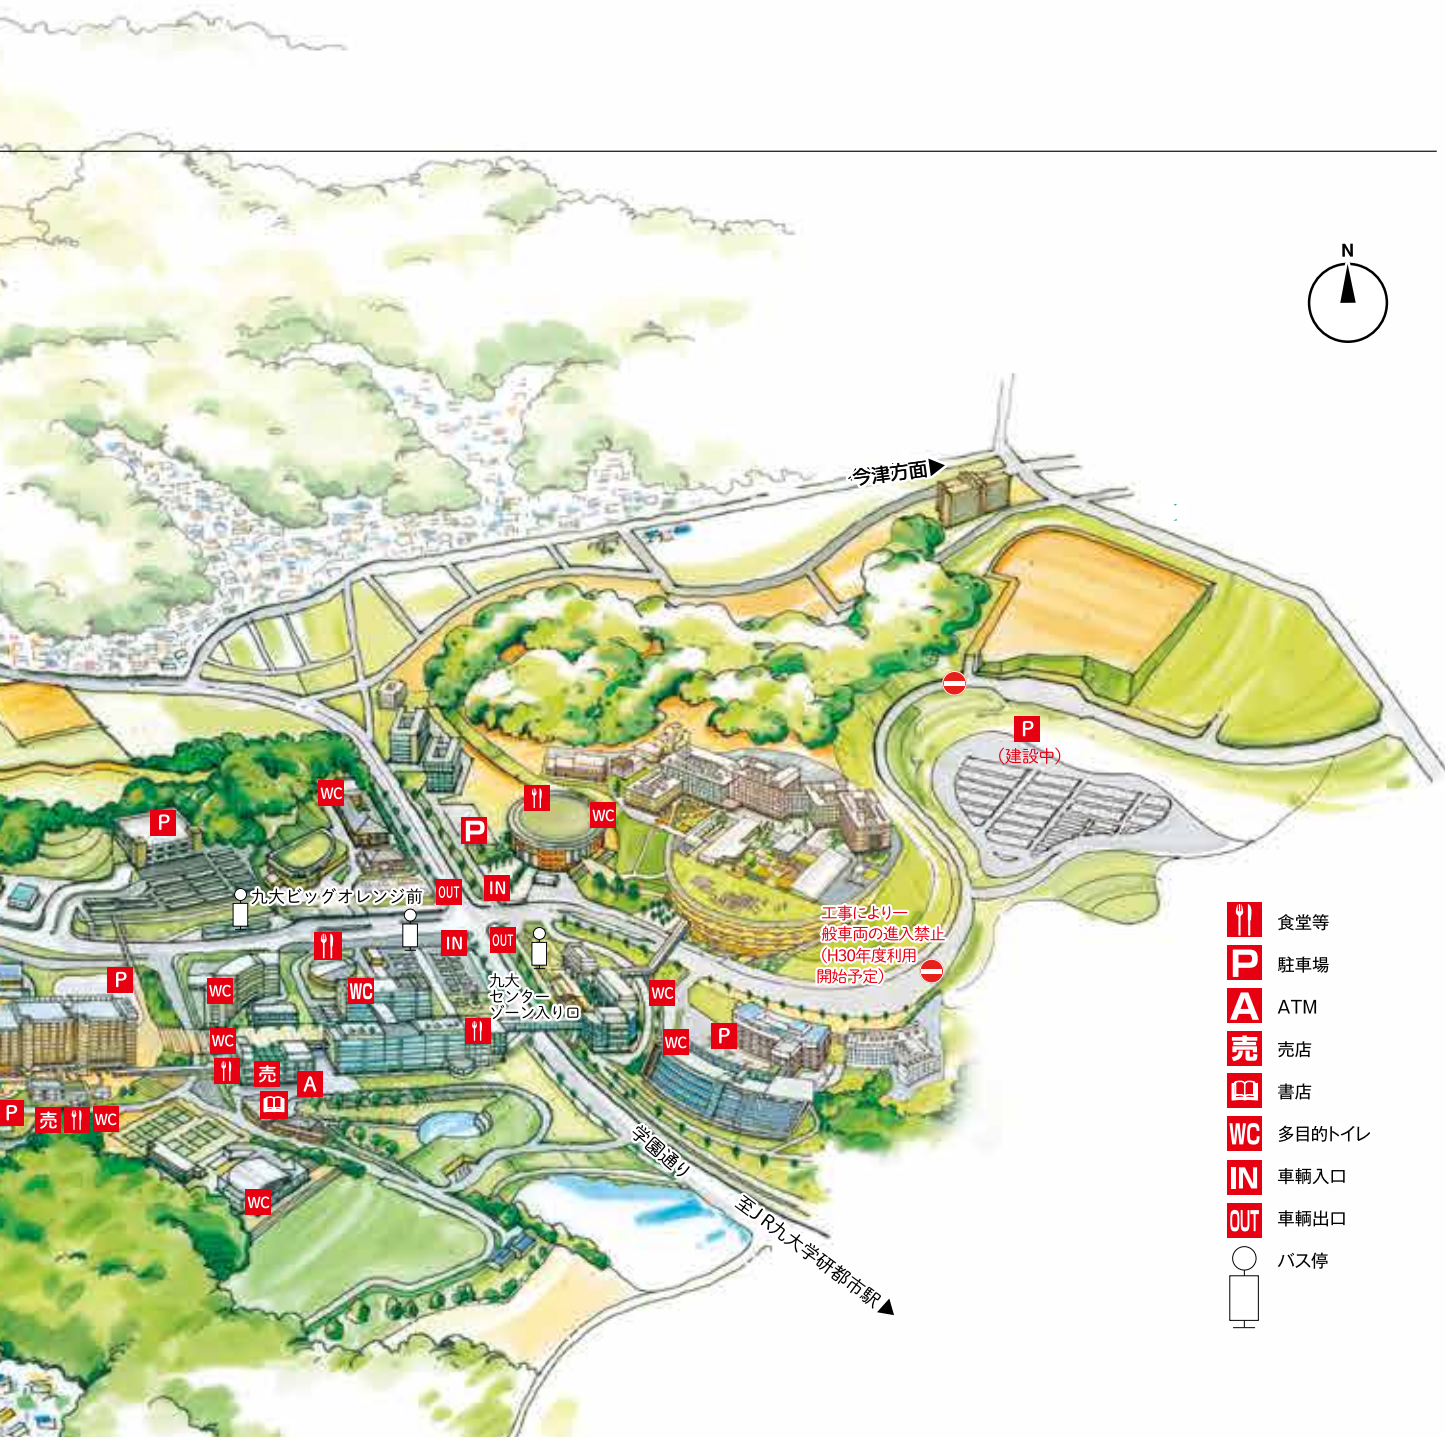 N
今津方面▶
P
(建設中)
WC
P
P
WC
OUT
IN
九大ビッグオレンジ前
IN
OUT
工事により一
般車両の進入禁止
(H30年度利用
開始予定)
九大
センター
ゾーン入り口
P
WC
WC
WC
WC
WC
P
売
A
P
売
WC
WC
学園通り
至JR九大学研都市駅▶
食堂等
P 駐車場
A ATM
売 売店
書店
WC 多目的トイレ
IN 車輌入口
OUT 車輌出口
バス停